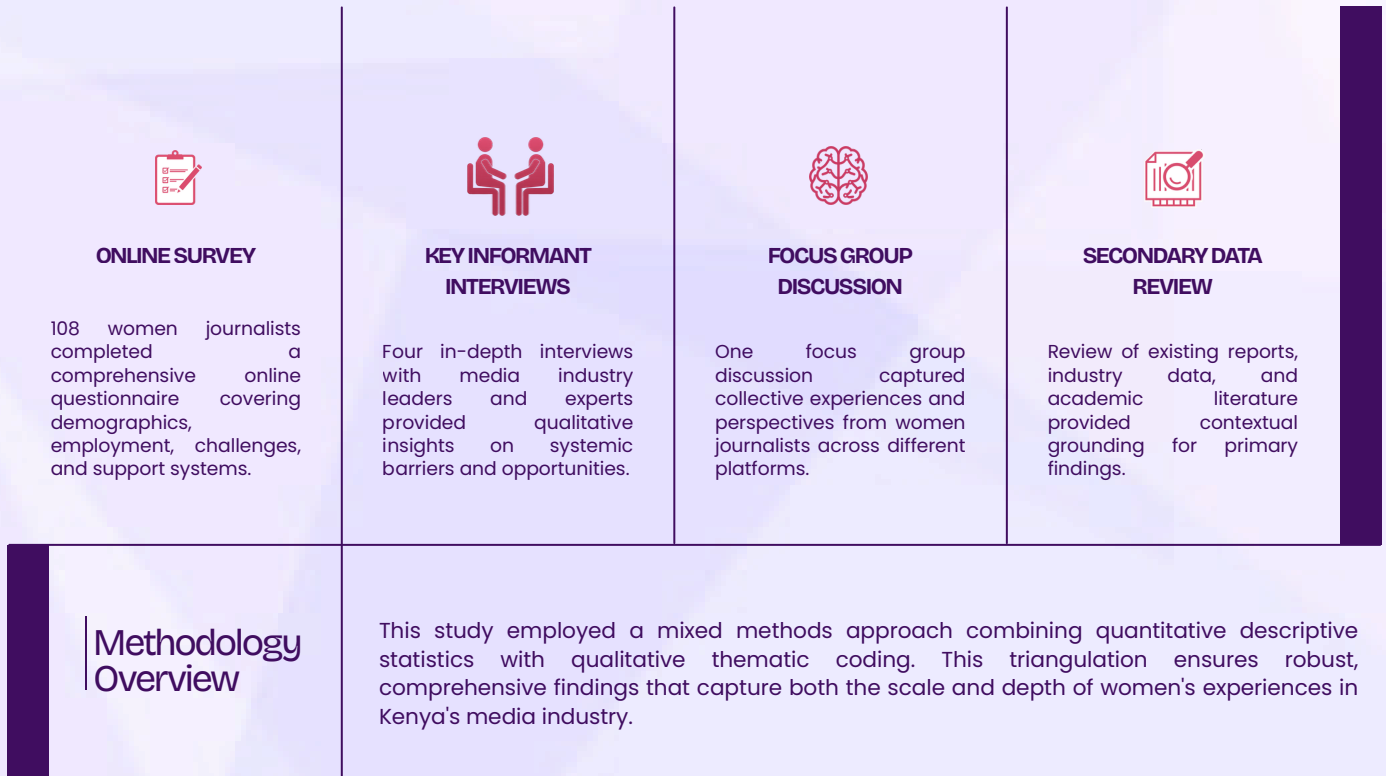 ONLINE SURVEY
108 women journalists
completed a
comprehensive online
questionnaire covering
demographics,
employment, challenges,
and support systems.
KEY INFORMANT
INTERVIEWS
Four in-depth interviews
with media industry
leaders and experts
provided qualitative
insights on systemic
barriers and opportunities.
FOCUS GROUP
DISCUSSION
One focus group
discussion captured
collective experiences and
perspectives from women
journalists across different
platforms.
SECONDARY DATA
REVIEW
Review of existing reports,
industry data, and
academic literature
provided contextual
grounding for primary
findings.
Methodology
Overview
This study employed a mixed methods approach combining quantitative descriptive
statistics with qualitative thematic coding. This triangulation ensures robust,
comprehensive findings that capture both the scale and depth of women's experiences in
Kenya's media industry.